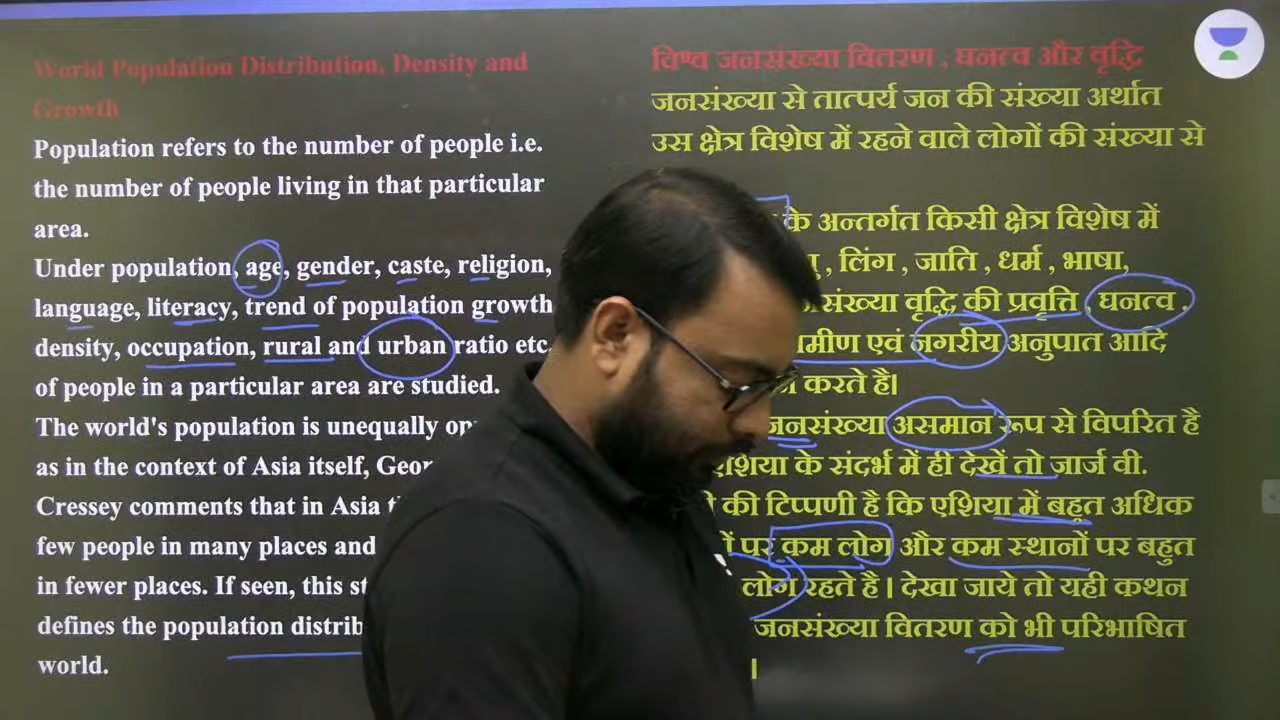 World Population Distribution, Density and
Growth
Population refers to the number of people i.e.
the number of people living in that particular
area.
Under population, age, gender, caste, religion,
language, literacy, trend of population growth
density, occupation, rural and urban ratio etc.
of people in a particular area are studied.
The world's population is unequally
as in the context of Asia itself,
Cressey comments that in Asia
few people in many places and
in fewer places. If seen, this
defines the population
world.
विश्व जनसंख्या वितरण , घनत्व और वृद्धि
जनसंख्या से तात्पर्य जन की संख्या अर्थात
उस क्षेत्र विशेष में रहने वाले लोगों की संख्या से
के अन्तर्गत किसी क्षेत्र विशेष में
, लिंग , जाति , धर्म , भाषा,
संख्या वृद्धि की प्रवृत्ति , घनत्व ,
एवं नगरीय अनुपात आदि
करते है।
जनसंख्या असमान रूप से विपरित है
एशिया के संदर्भ में ही देखें तो जार्ज वी.
की टिप्पणी है कि एशिया में बहुत अधिक
पर कम लोग और कम स्थानों पर बहुत
लोग रहते है। देखा जाये तो यही कथन
जनसंख्या वितरण को भी परिभाषित
।